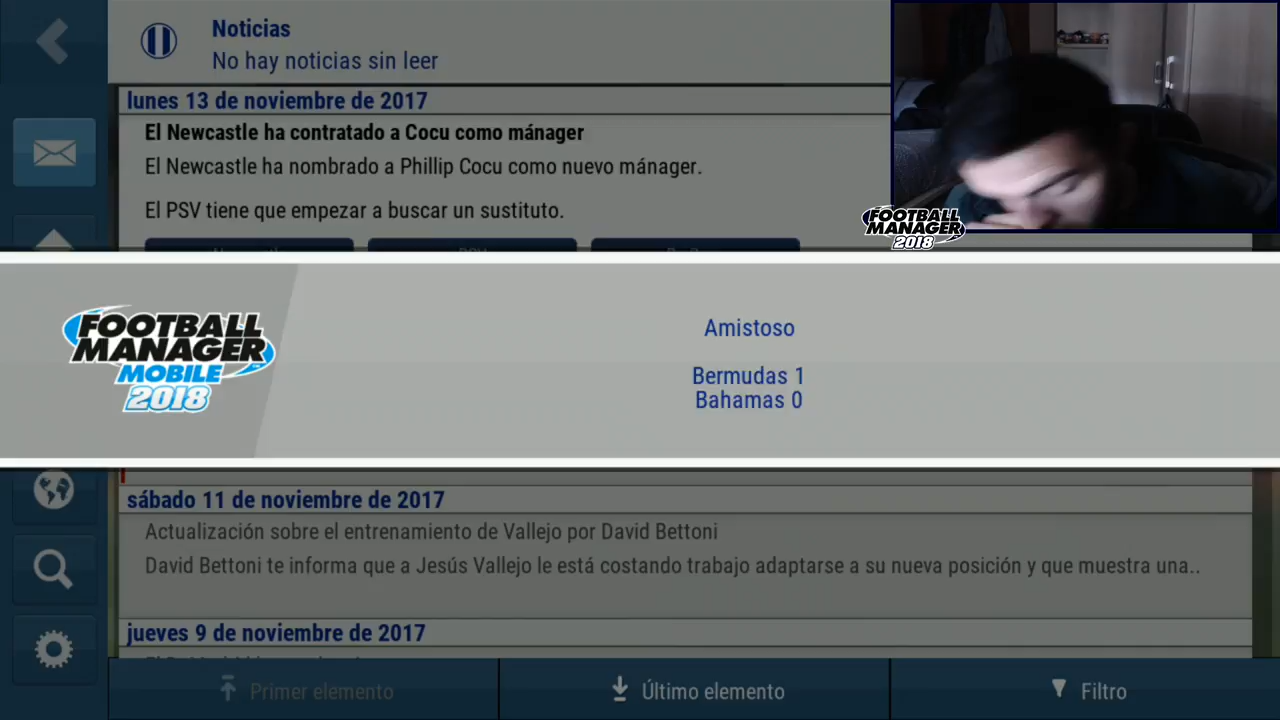 Noticias
No hay noticias sin leer
lunes 13 de noviembre de 2017
El Newcastle ha contratado a Cocu como mánager
El Newcastle ha nombrado a Phillip Cocu como nuevo mánager.
El PSV tiene que empezar a buscar un sustituto.
FOOTBALL
MANAGER
2018
FOOTBALL
MANAGER
MOBILE
2018
Amistoso
Bermudas 1
Bahamas 0
sábado 11 de noviembre de 2017
Actualización sobre el entrenamiento de Vallejo por David Bettoni
David Bettoni te informa que a Jesús Vallejo le está costando trabajo adaptarse a su nueva posición y que muestra una..
jueves 9 de noviembre de 2017
Primer elemento
Último elemento
Filtro